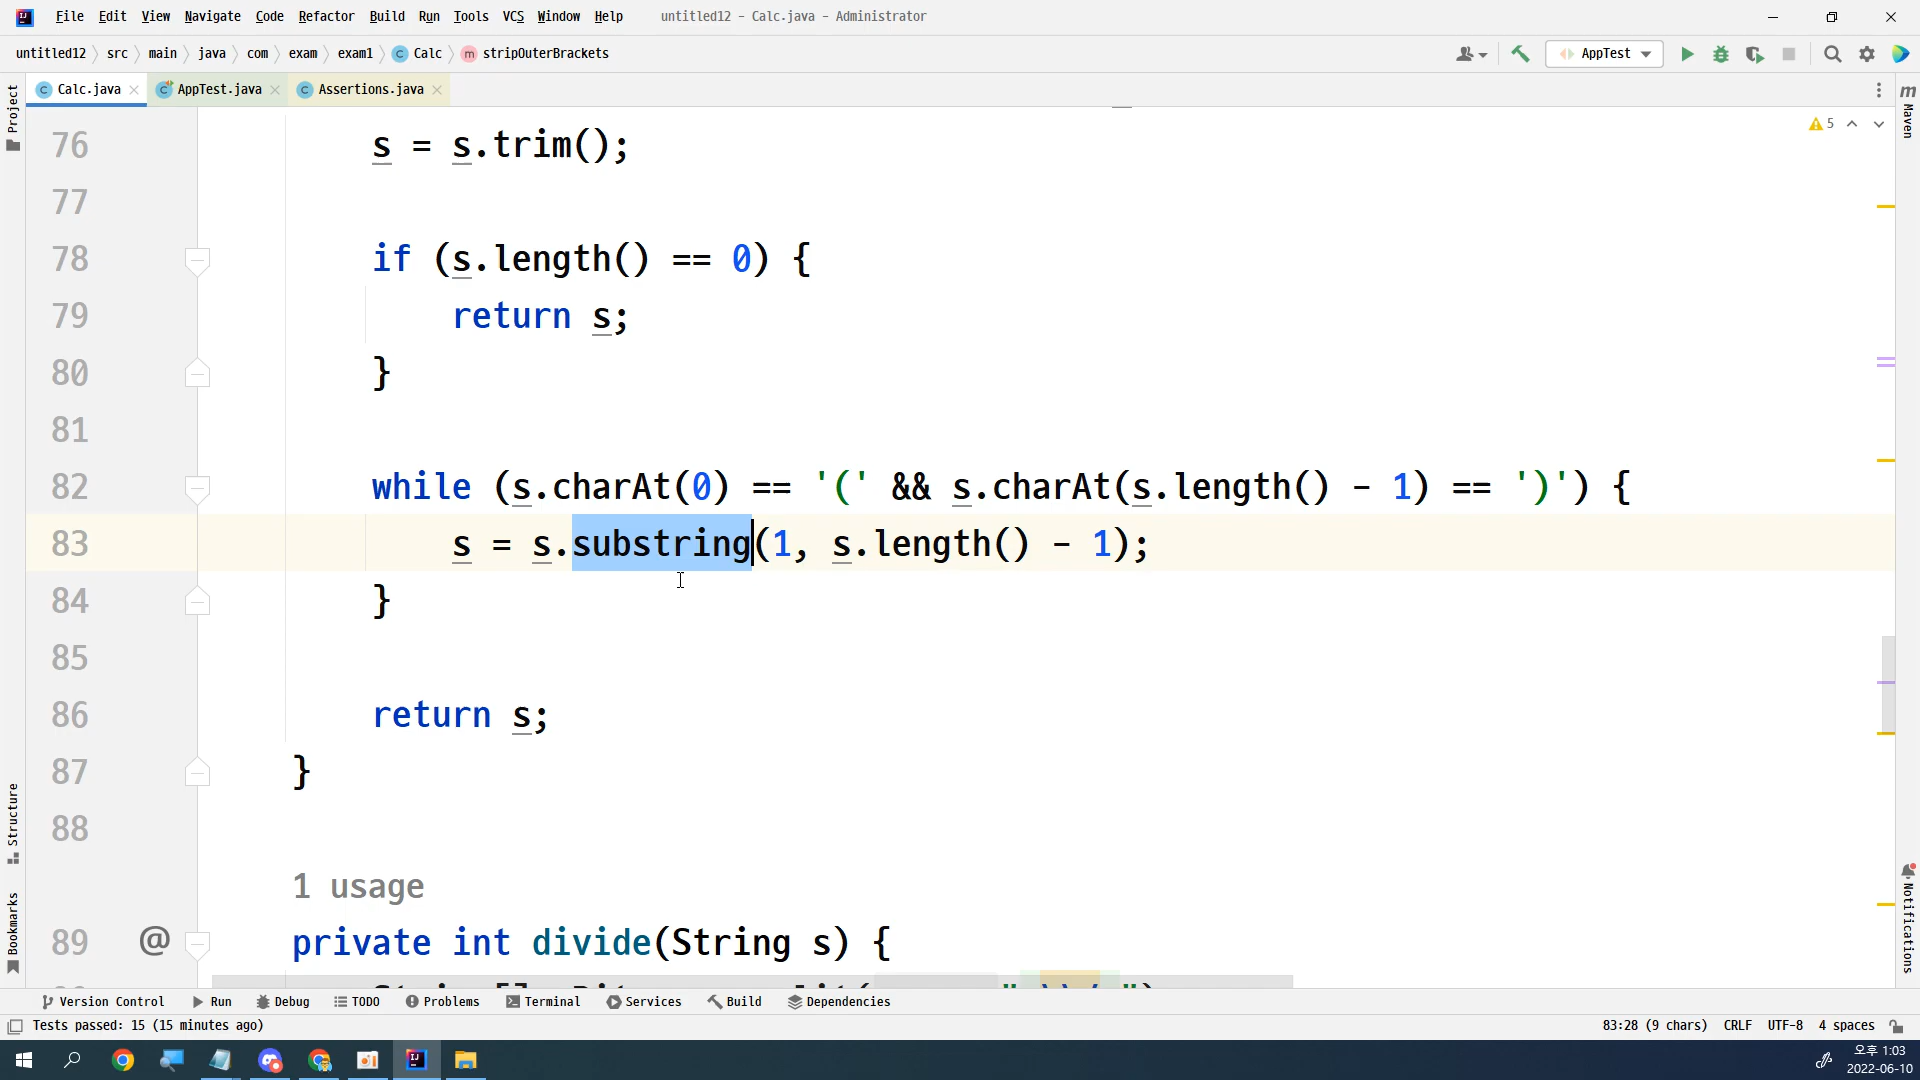 File Edit View Navigate Code Refactor Build Run Tools VCS Window Help untitled12 - Calc.java - Administrator
untitled12 src main java com exam exam1 Calc stripOuterBrackets AppTest
Calc.java AppTest.java Assertions.java
Project
Maven
5
76 s = s.trim();
77
78 if (s.length() == 0) {
79 return s;
80 }
81
82 while (s.charAt(0) == '(' && s.charAt(s.length() - 1) == ')') {
83 s = s.substring(1, s.length() - 1);
84 }
85
86 return s;
87 }
88
1 usage
89 @ private int divide(String s) {
Structure
Bookmarks
Notifications
Version Control Run Debug TODO Problems Terminal Services Build Dependencies
Tests passed: 15 (15 minutes ago) 83:28 (9 chars) CRLF UTF-8 4 spaces
오후 1:03
2022-06-10